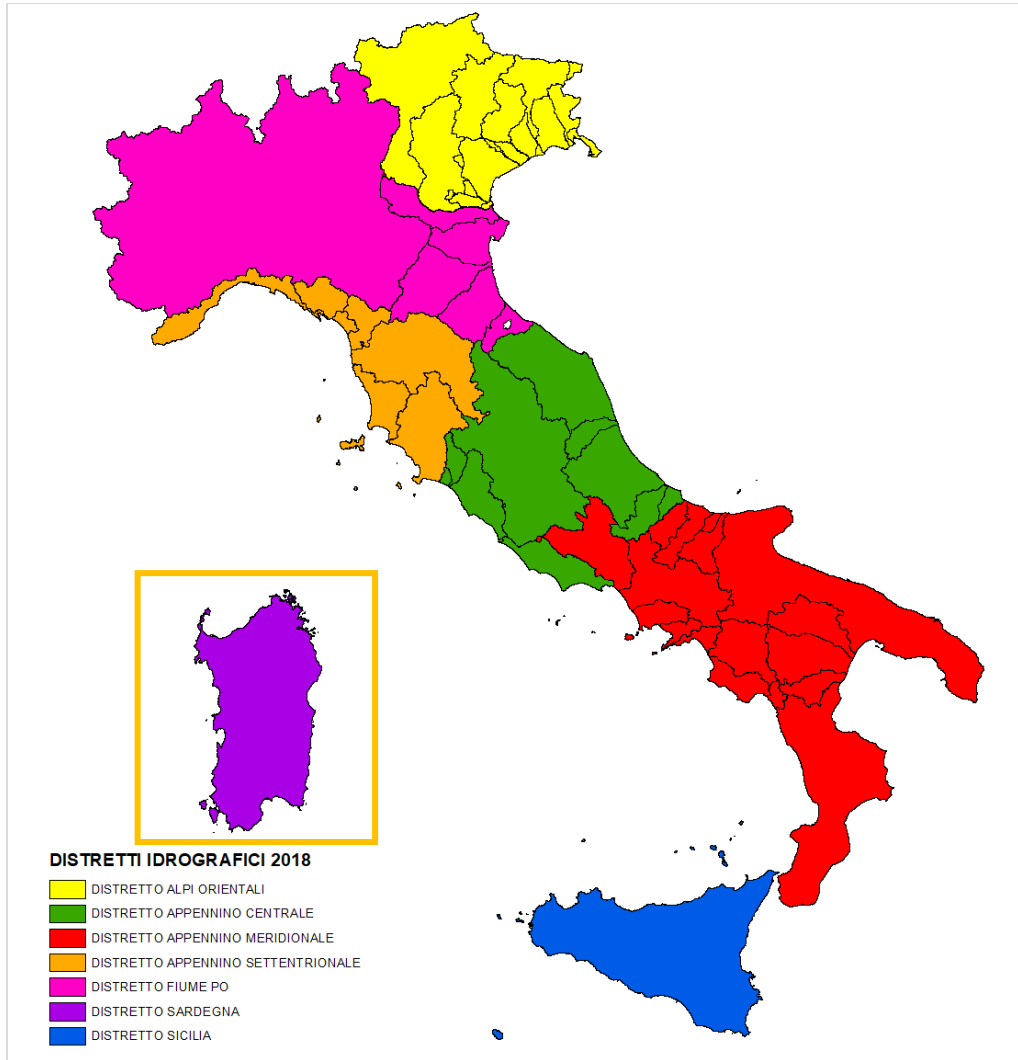 DISTRETTI IDROGRAFICI 2018
DISTRETTO ALPI ORIENTALI
DISTRETTO APPENNINO CENTRALE
DISTRETTO APPENNINO MERIDIONALE
DISTRETTO APPENNINO SETTENTRIONALE
DISTRETTO FIUME PO
DISTRETTO SARDEGNA
DISTRETTO SICILIA